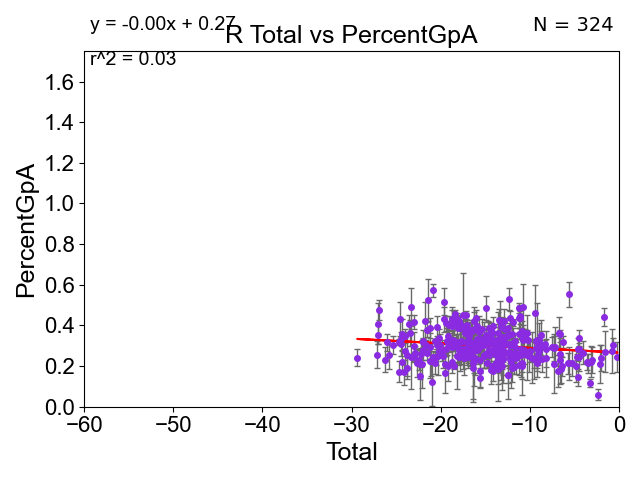 y = -0.00x + 0.27
N = 324
R Total vs PercentGpA
r^2 = 0.03
PercentGpA
1.6
1.4
1.2
1.0
0.8
0.6
0.4
0.2
0.0
−60 −50 −40 −30 −20 −10 0
Total